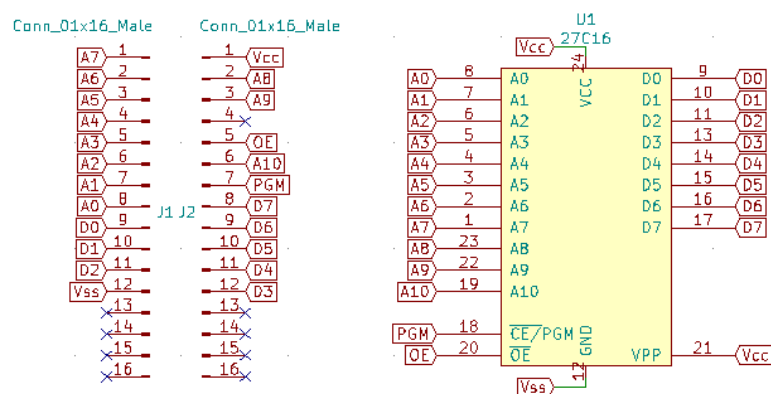 Conn_01x16_Male
A7 1
A6 2
A5 3
A4 4
A3 5
A2 6
A1 7
A0 8
D0 9
D1 10
D2 11
Vss 12
13
14
15
16
J1
Conn_01x16_Male
1 Vcc
2 A8
3 A9
4
5 OE
6 A10
7 PGM
8 D7
9 D6
10 D5
11 D4
12 D3
13
14
15
16
J2
U1
27C16
Vcc 24 VCC
A0 8 A0 D0 9 D0
A1 7 A1 D1 10 D1
A2 6 A2 D2 11 D2
A3 5 A3 D3 13 D3
A4 4 A4 D4 14 D4
A5 3 A5 D5 15 D5
A6 2 A6 D6 16 D6
A7 1 A7 D7 17 D7
A8 23 A8
A9 22 A9
A10 19 A10
PGM 18 CE/PGM
OE 20 OE VPP 21 Vcc
Vss 12 GND